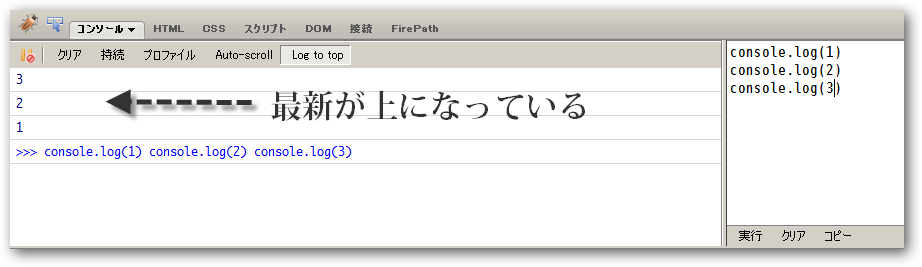 コンソール HTML CSS スクリプト DOM 接続 FirePath
クリア 持続 プロファイル Auto-scroll Log to top
3
2
1
>>> console.log(1) console.log(2) console.log(3)
最新が上になっている
console.log(1)
console.log(2)
console.log(3)
実行 クリア コピー